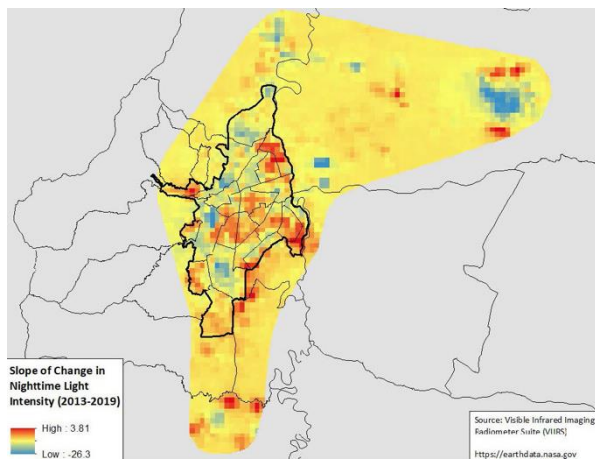 Slope of Change in
Nighttime Light
Intensity (2013-2019)
High : 3.81
Low : -26.3
Source: Visible Infrared Imaging
Radiometer Suite (VIIRS)
https://earthdata.nasa.gov